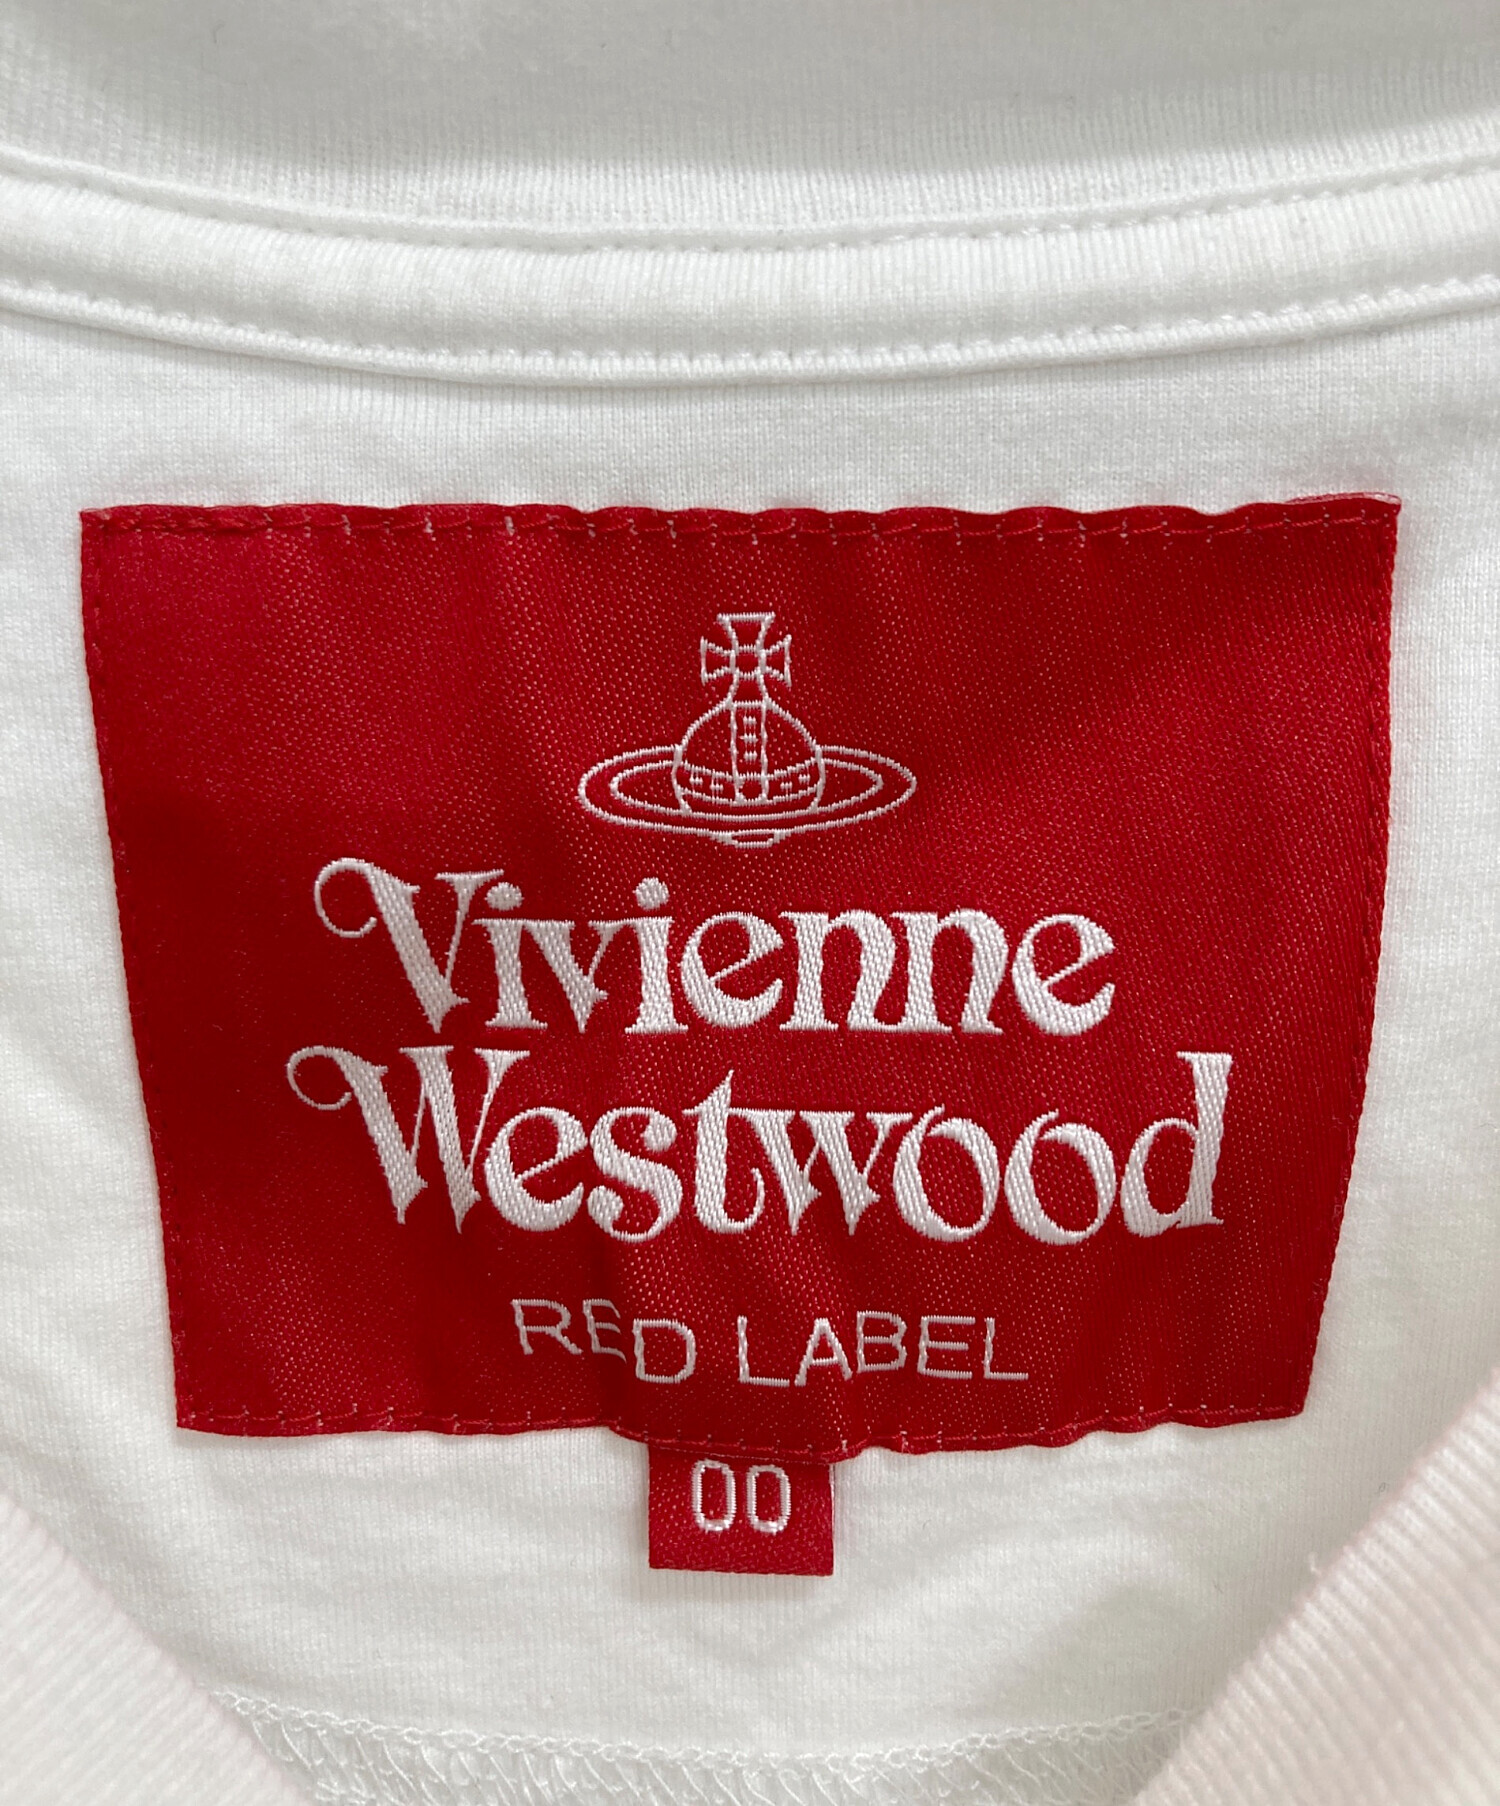 Vivienne
Westwood
RED LABEL
00